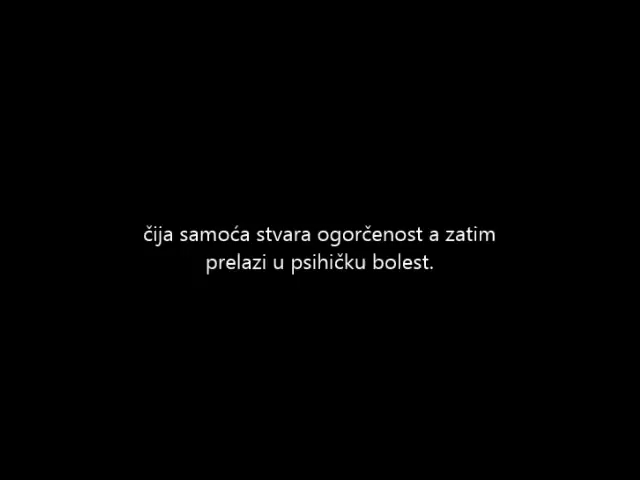 čija samoća stvara ogorčenost a zatim
prelazi u psihičku bolest.